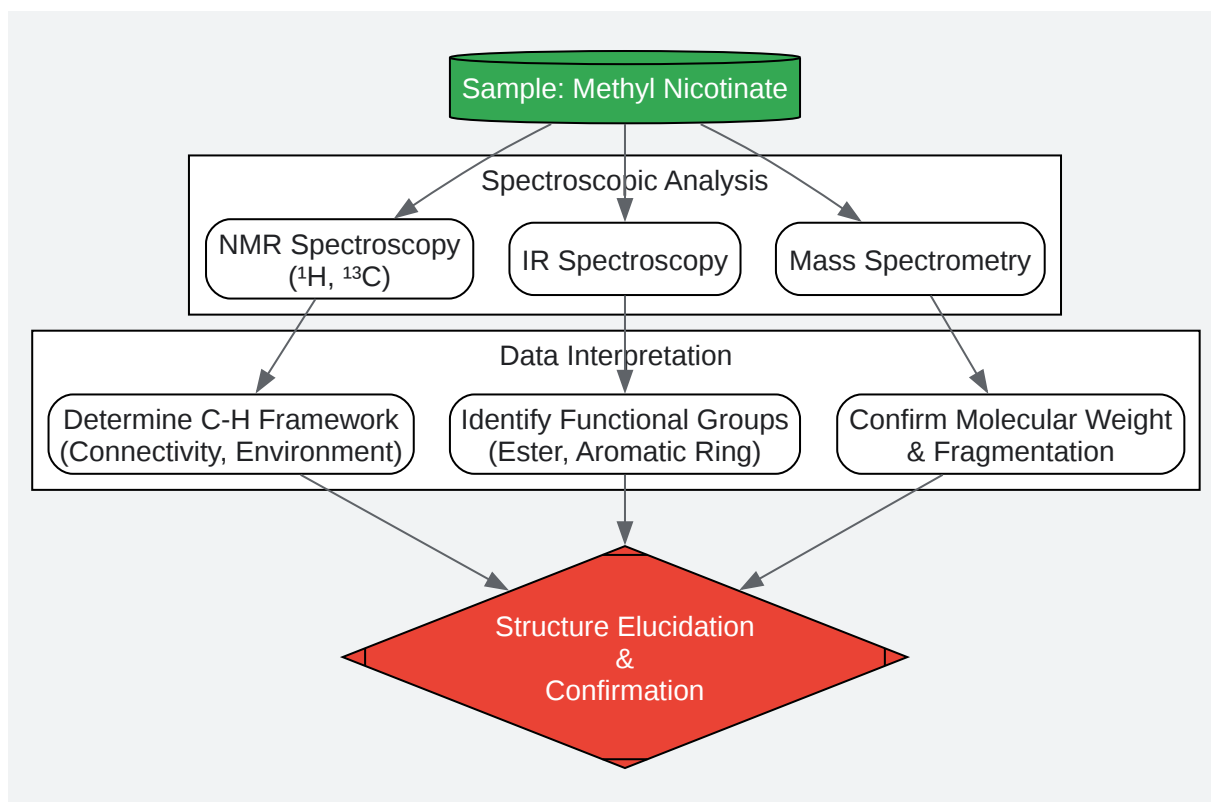 Sample: Methyl Nicotinate
Spectroscopic Analysis
NMR Spectroscopy
(¹H, ¹³C)
IR Spectroscopy
Mass Spectrometry
Data Interpretation
Determine C-H Framework
(Connectivity, Environment)
Identify Functional Groups
(Ester, Aromatic Ring)
Confirm Molecular Weight
& Fragmentation
Structure Elucidation
&
Confirmation